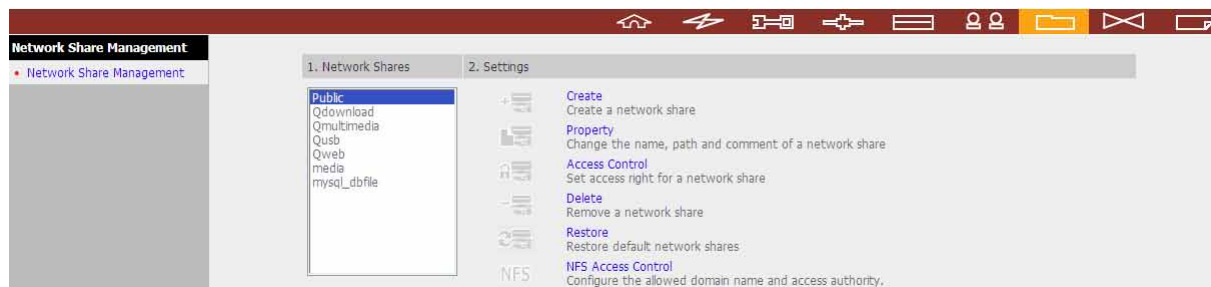 Network Share Management
Network Share Management
1. Network Shares
2. Settings
Public
Qdownload
Qmultimedia
Qusb
Qweb
media
mysql_dbfile
Create
Create a network share
Property
Change the name, path and comment of a network share
Access Control
Set access right for a network share
Delete
Remove a network share
Restore
Restore default network shares
NFS
NFS Access Control
Configure the allowed domain name and access authority.